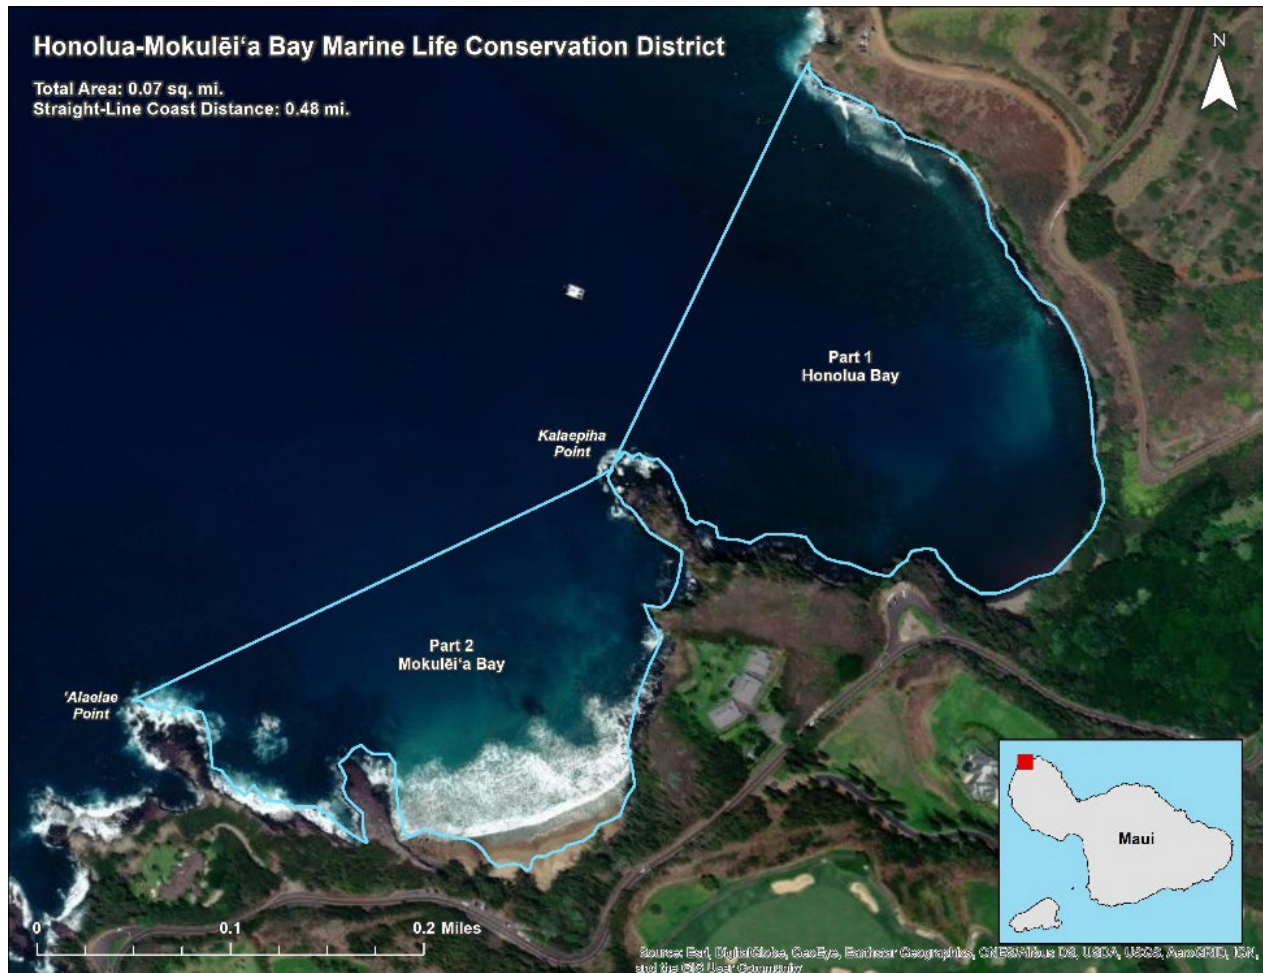 Honolua-Mokulēiʻa Bay Marine Life Conservation District
Total Area: 0.07 sq. mi.
Straight-Line Coast Distance: 0.48 mi.
N
Part 1
Honolua Bay
Kalaepiha
Point
Part 2
Mokulēiʻa Bay
ʻAlaelae
Point
Maui
0 0.1 0.2 Miles
Source: Esri, DigitalGlobe, GeoEye, Earthstar Geographics, CNES/Airbus DS, USDA, USGS, AeroGRID, IGN,
and the GIS User Community